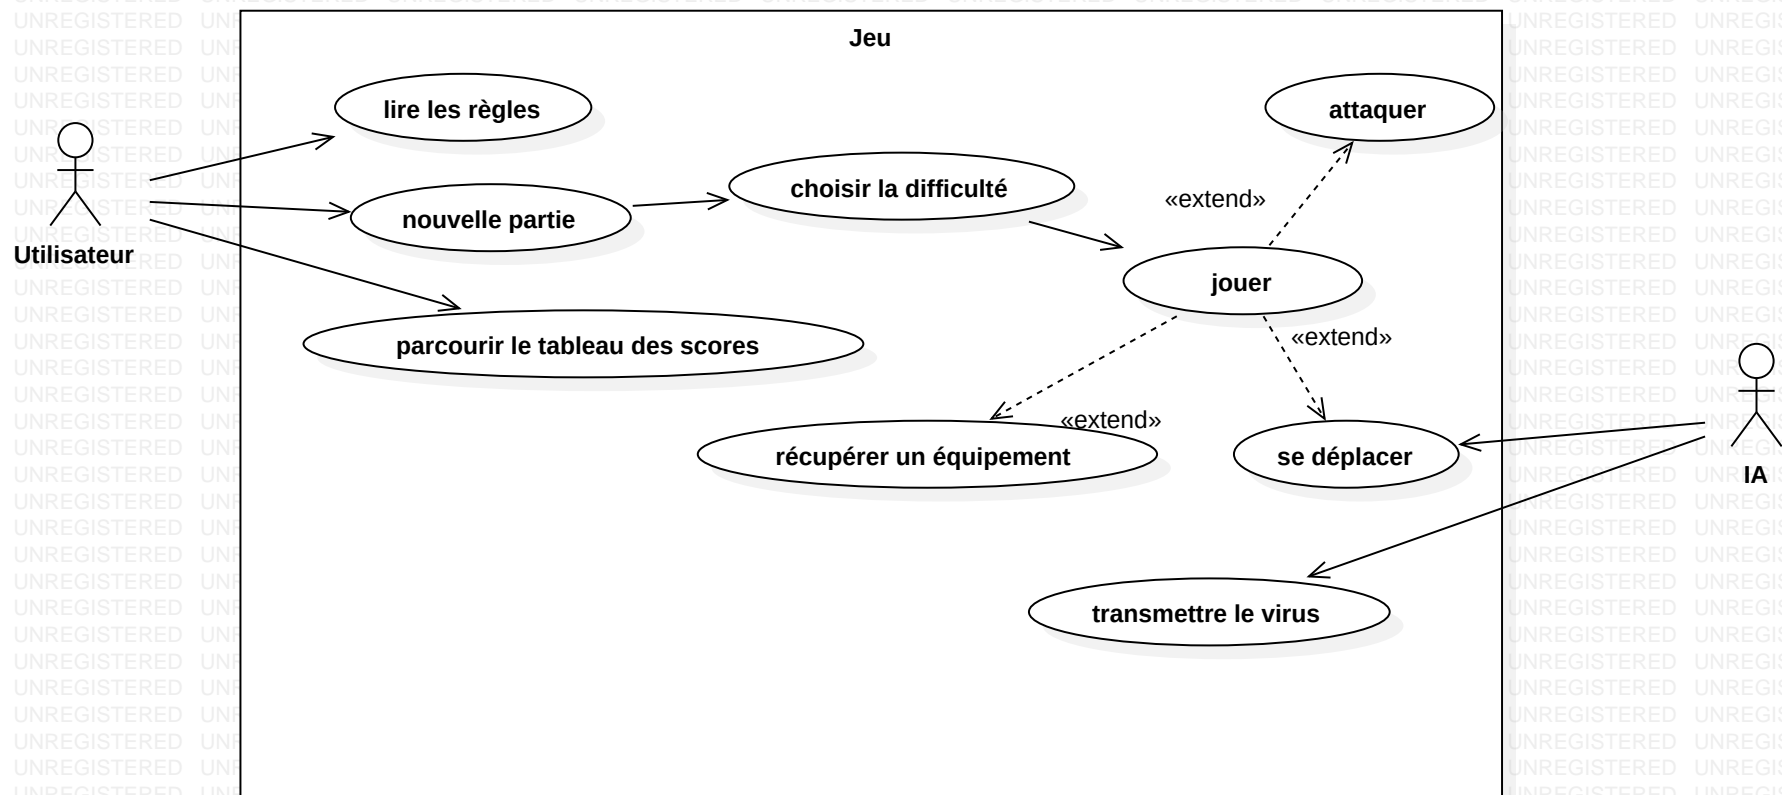 Jeu
lire les règles
attaquer
choisir la difficulté
«extend»
nouvelle partie
Utilisateur
jouer
«extend»
parcourir le tableau des scores
«extend»
récupérer un équipement
se déplacer
IA
transmettre le virus
UNREGISTERED